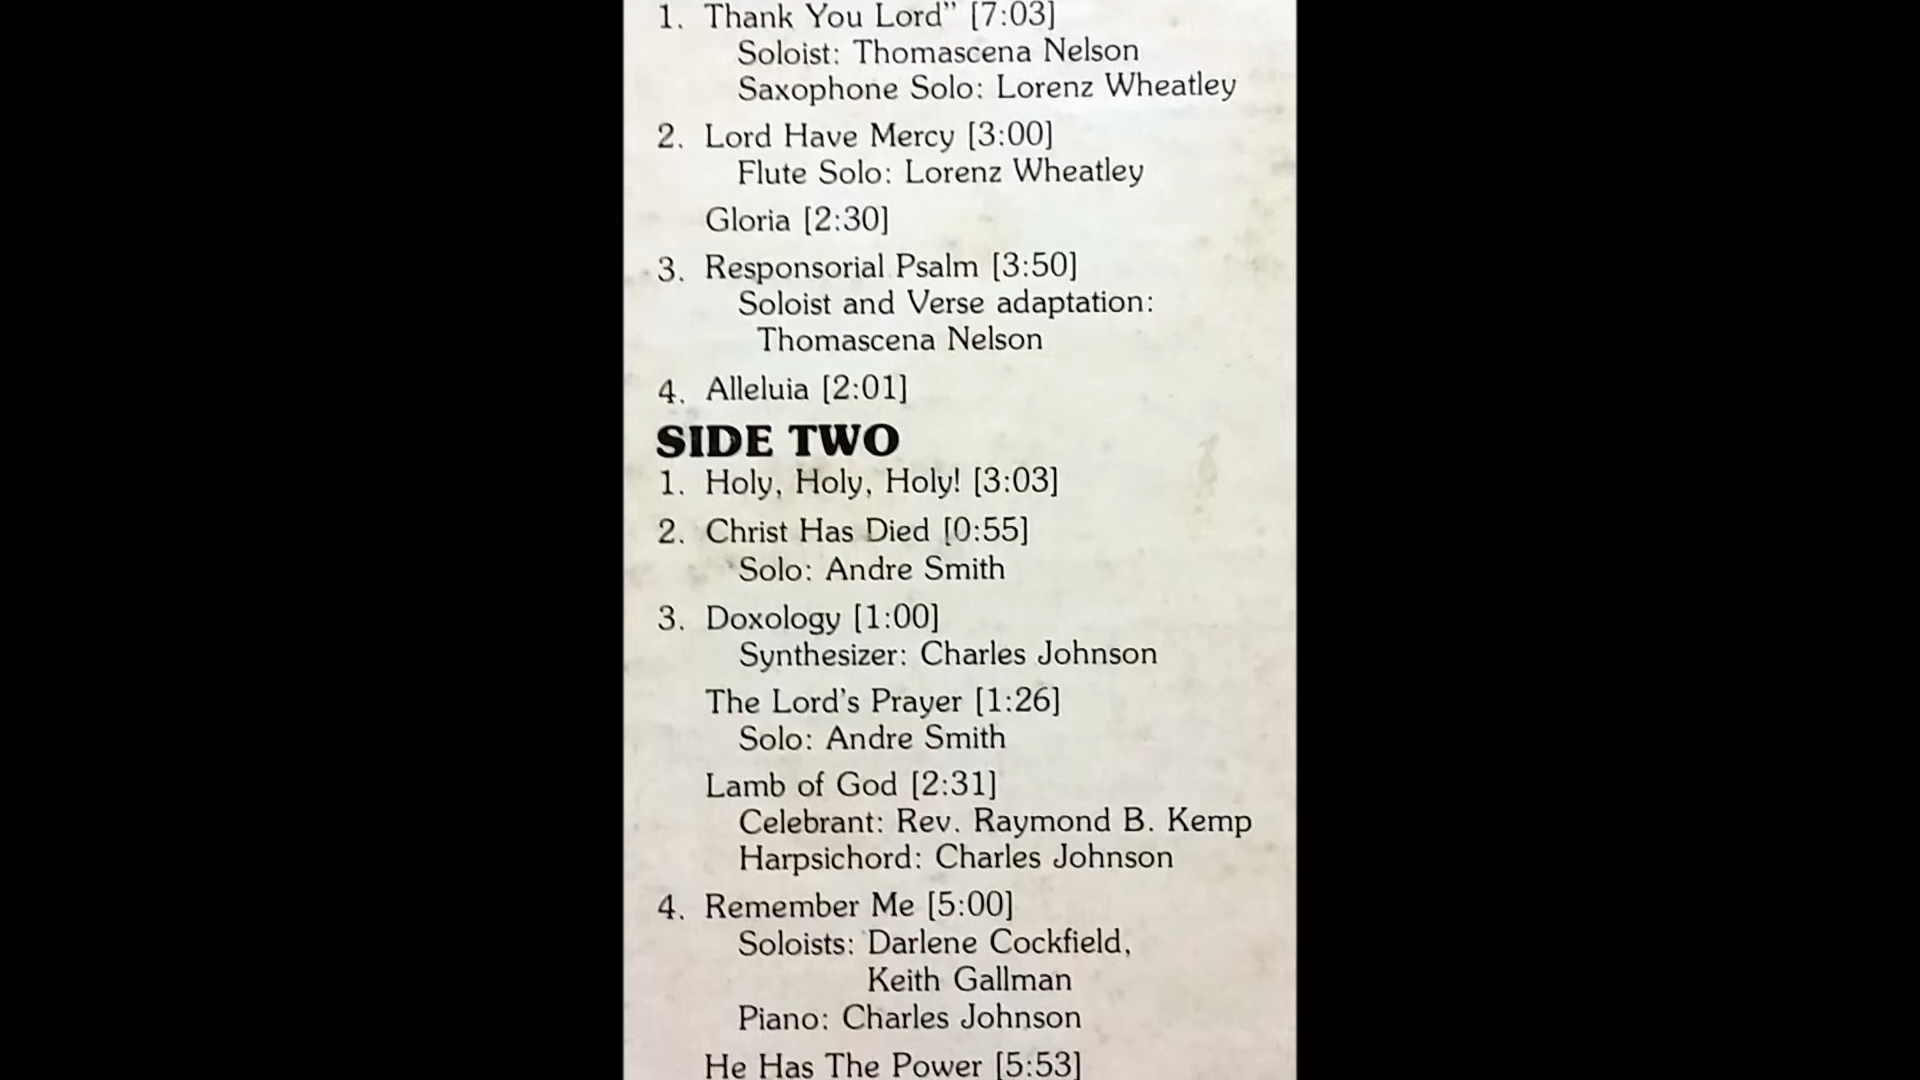 1. Thank You Lord” [7:03]
Soloist: Thomascena Nelson
Saxophone Solo: Lorenz Wheatley
2. Lord Have Mercy [3:00]
Flute Solo: Lorenz Wheatley
Gloria [2:30]
3. Responsorial Psalm [3:50]
Soloist and Verse adaptation:
Thomascena Nelson
4. Alleluia [2:01]
SIDE TWO
1. Holy, Holy, Holy! [3:03]
2. Christ Has Died [0:55]
Solo: Andre Smith
3. Doxology [1:00]
Synthesizer: Charles Johnson
The Lord’s Prayer [1:26]
Solo: Andre Smith
Lamb of God [2:31]
Celebrant: Rev. Raymond B. Kemp
Harpsichord: Charles Johnson
4. Remember Me [5:00]
Soloists: Darlene Cockfield,
Keith Gallman
Piano: Charles Johnson
He Has The Power [5:53]